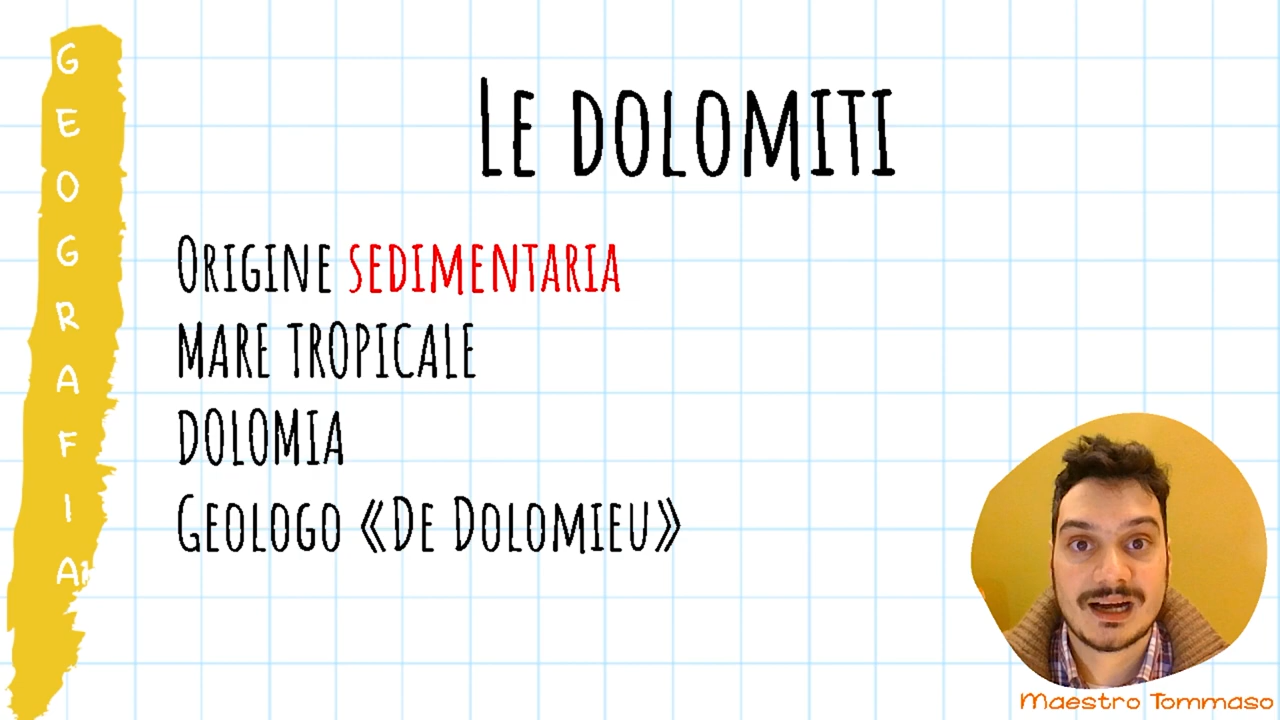 GEOGRAFIA
Le DOLOMITI
Origine SEDIMENTARIA
MARE TROPICALE
DOLOMIA
Geologo «De Dolomieu»
Maestro Tommaso